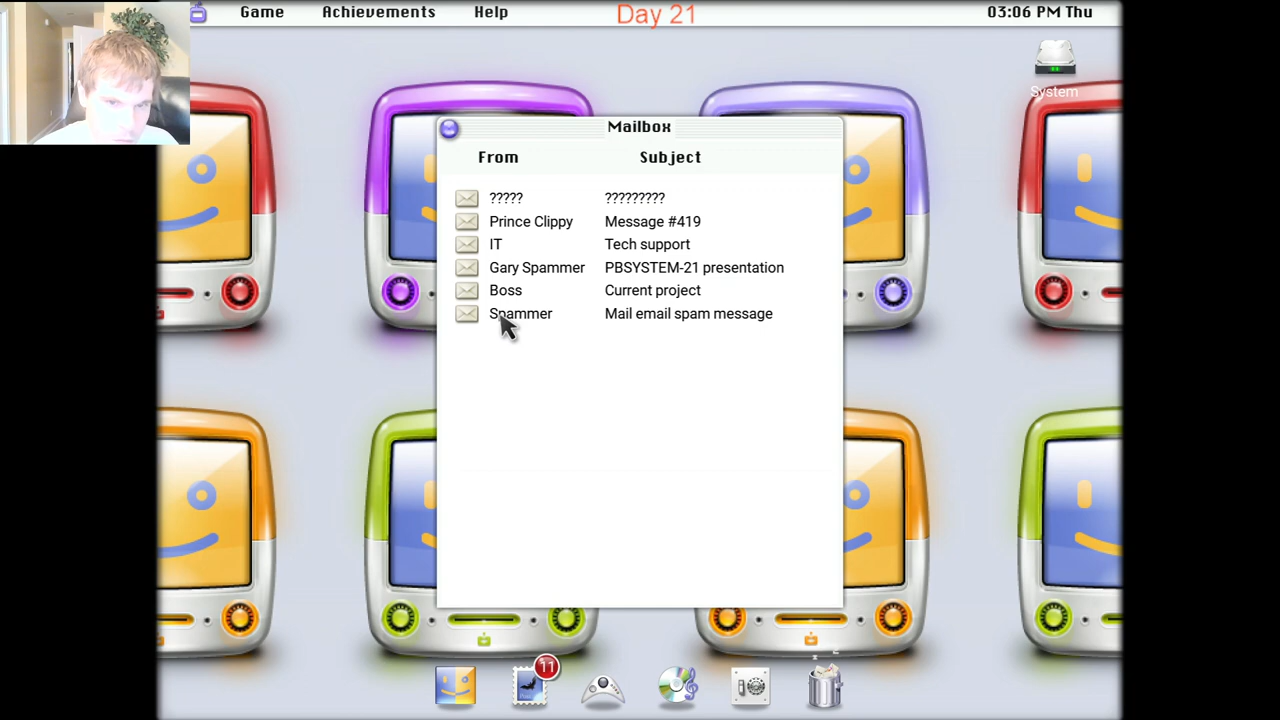 Game Achievements Help Day 21 03:06 PM Thu
System
Mailbox
From Subject
????? ?????????
Prince Clippy Message #419
IT Tech support
Gary Spammer PBSYSTEM-21 presentation
Boss Current project
Spammer Mail email spam message
11